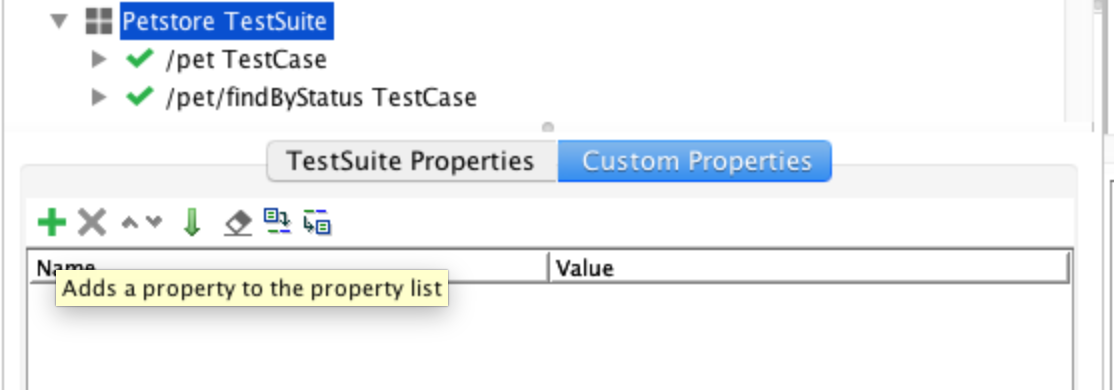 Petstore TestSuite
/pet TestCase
/pet/findByStatus TestCase
TestSuite Properties Custom Properties
Name Value
Adds a property to the property list